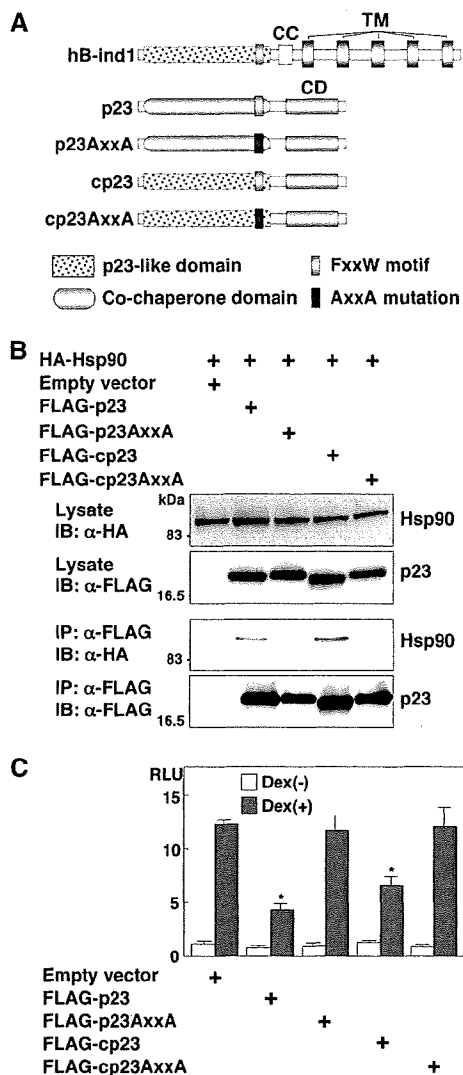 A
CC
TM
hB-ind1
CD
p23
p23AxxA
cp23
cp23AxxA
p23-like domain
FxxW motif
Co-chaperone domain
AxxA mutation
B
HA-Hsp90 + + + + +
Empty vector +
FLAG-p23 +
FLAG-p23AxxA +
FLAG-cp23 +
FLAG-cp23AxxA +
kDa
Lysate
IB: α-HA
83
Hsp90
Lysate
IB: α-FLAG
16.5
p23
IP: α-FLAG
IB: α-HA
83
Hsp90
IP: α-FLAG
IB: α-FLAG
16.5
p23
C
RLU
Dex(-)
Dex(+)
15
10
5
0
* *
Empty vector +
FLAG-p23 +
FLAG-p23AxxA +
FLAG-cp23 +
FLAG-cp23AxxA +